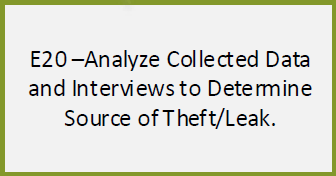 E20 –Analyze Collected Data
and Interviews to Determine
Source of Theft/Leak.